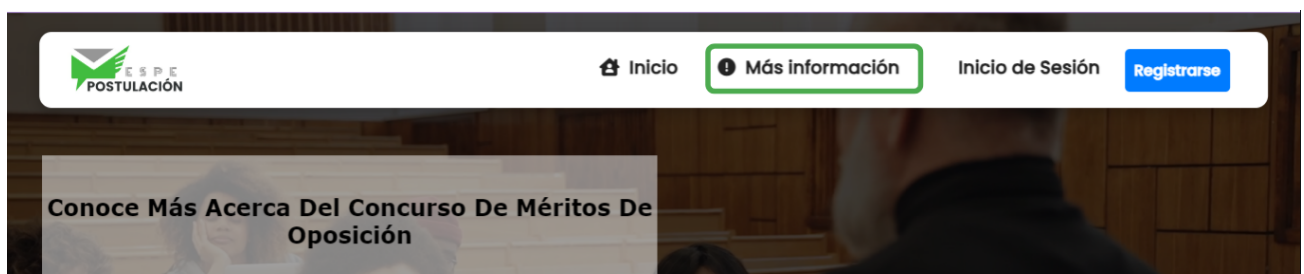 ESPE
POSTULACIÓN
Inicio
Más información
Inicio de Sesión
Registrarse
Conoce Más Acerca Del Concurso De Méritos De
Oposición